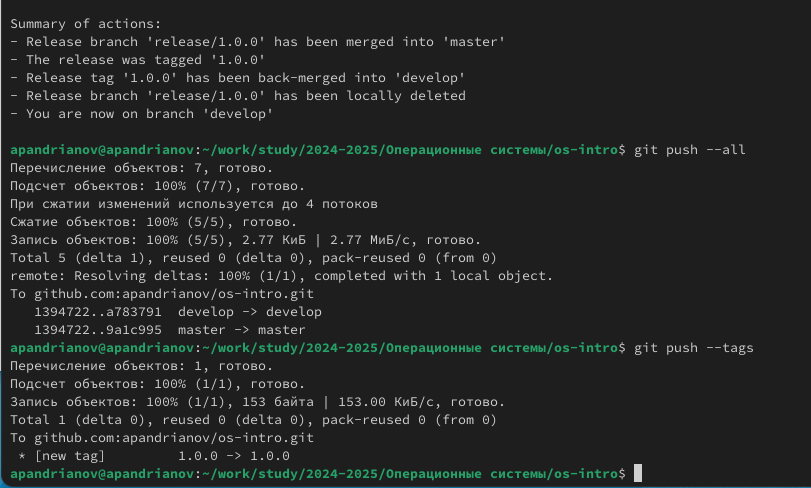 Summary of actions:
- Release branch 'release/1.0.0' has been merged into 'master'
- The release was tagged '1.0.0'
- Release tag '1.0.0' has been back-merged into 'develop'
- Release branch 'release/1.0.0' has been locally deleted
- You are now on branch 'develop'

apandrianov@apandrianov:~/work/study/2024-2025/Операционные системы/os-intro$ git push --all
Перечисление объектов: 7, готово.
Подсчет объектов: 100% (7/7), готово.
При сжатии изменений используется до 4 потоков
Сжатие объектов: 100% (5/5), готово.
Запись объектов: 100% (5/5), 2.77 КиБ | 2.77 МиБ/с, готово.
Total 5 (delta 1), reused 0 (delta 0), pack-reused 0 (from 0)
remote: Resolving deltas: 100% (1/1), completed with 1 local object.
To github.com:apandrianov/os-intro.git
   1394722..a783791  develop -> develop
   1394722..9a1c995  master -> master
apandrianov@apandrianov:~/work/study/2024-2025/Операционные системы/os-intro$ git push --tags
Перечисление объектов: 1, готово.
Подсчет объектов: 100% (1/1), готово.
Запись объектов: 100% (1/1), 153 байта | 153.00 КиБ/с, готово.
Total 1 (delta 0), reused 0 (delta 0), pack-reused 0 (from 0)
To github.com:apandrianov/os-intro.git
 * [new tag]         1.0.0 -> 1.0.0
apandrianov@apandrianov:~/work/study/2024-2025/Операционные системы/os-intro$